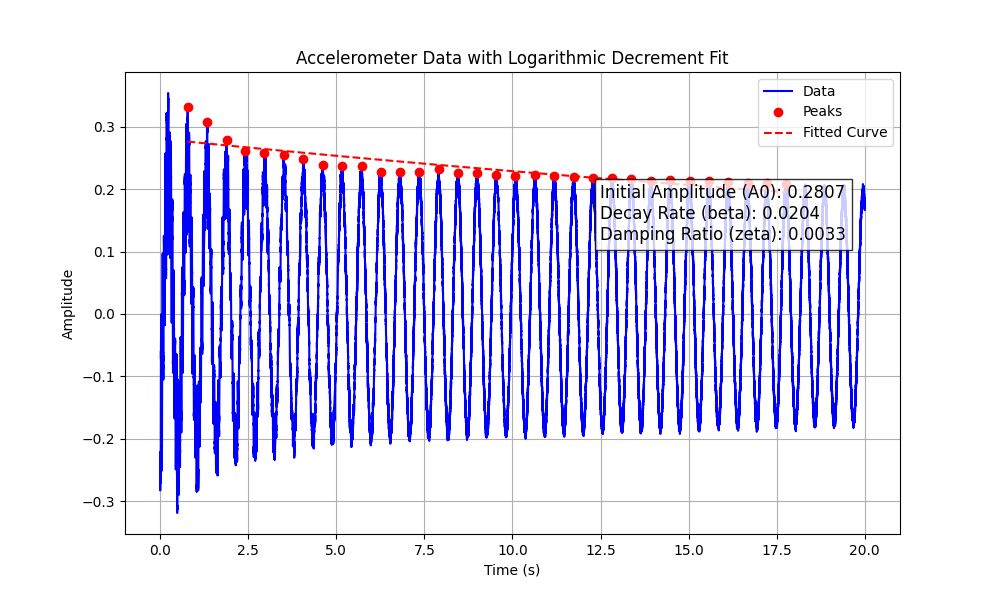 Accelerometer Data with Logarithmic Decrement Fit
Data
Peaks
Fitted Curve
Initial Amplitude (A0): 0.2807
Decay Rate (beta): 0.0204
Damping Ratio (zeta): 0.0033
Amplitude
0.3
0.2
0.1
0.0
−0.1
−0.2
−0.3
0.0 2.5 5.0 7.5 10.0 12.5 15.0 17.5 20.0
Time (s)